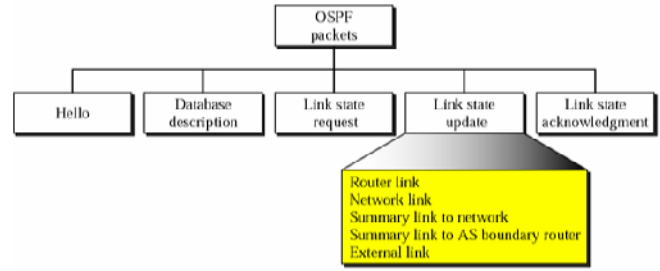 OSPF
packets
Hello
Database
description
Link state
request
Link state
update
Link state
acknowledgment
Router link
Network link
Summary link to network
Summary link to AS boundary router
External link